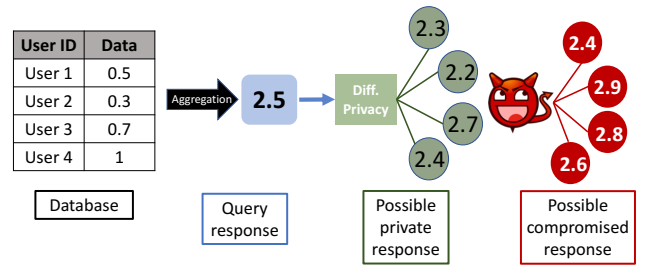 User ID Data
User 1 0.5
User 2 0.3
User 3 0.7
User 4 1
Database
Aggregation
2.5
Query
response
Diff.
Privacy
2.3
2.2
2.7
2.4
Possible
private
response
2.4
2.9
2.8
2.6
Possible
compromised
response